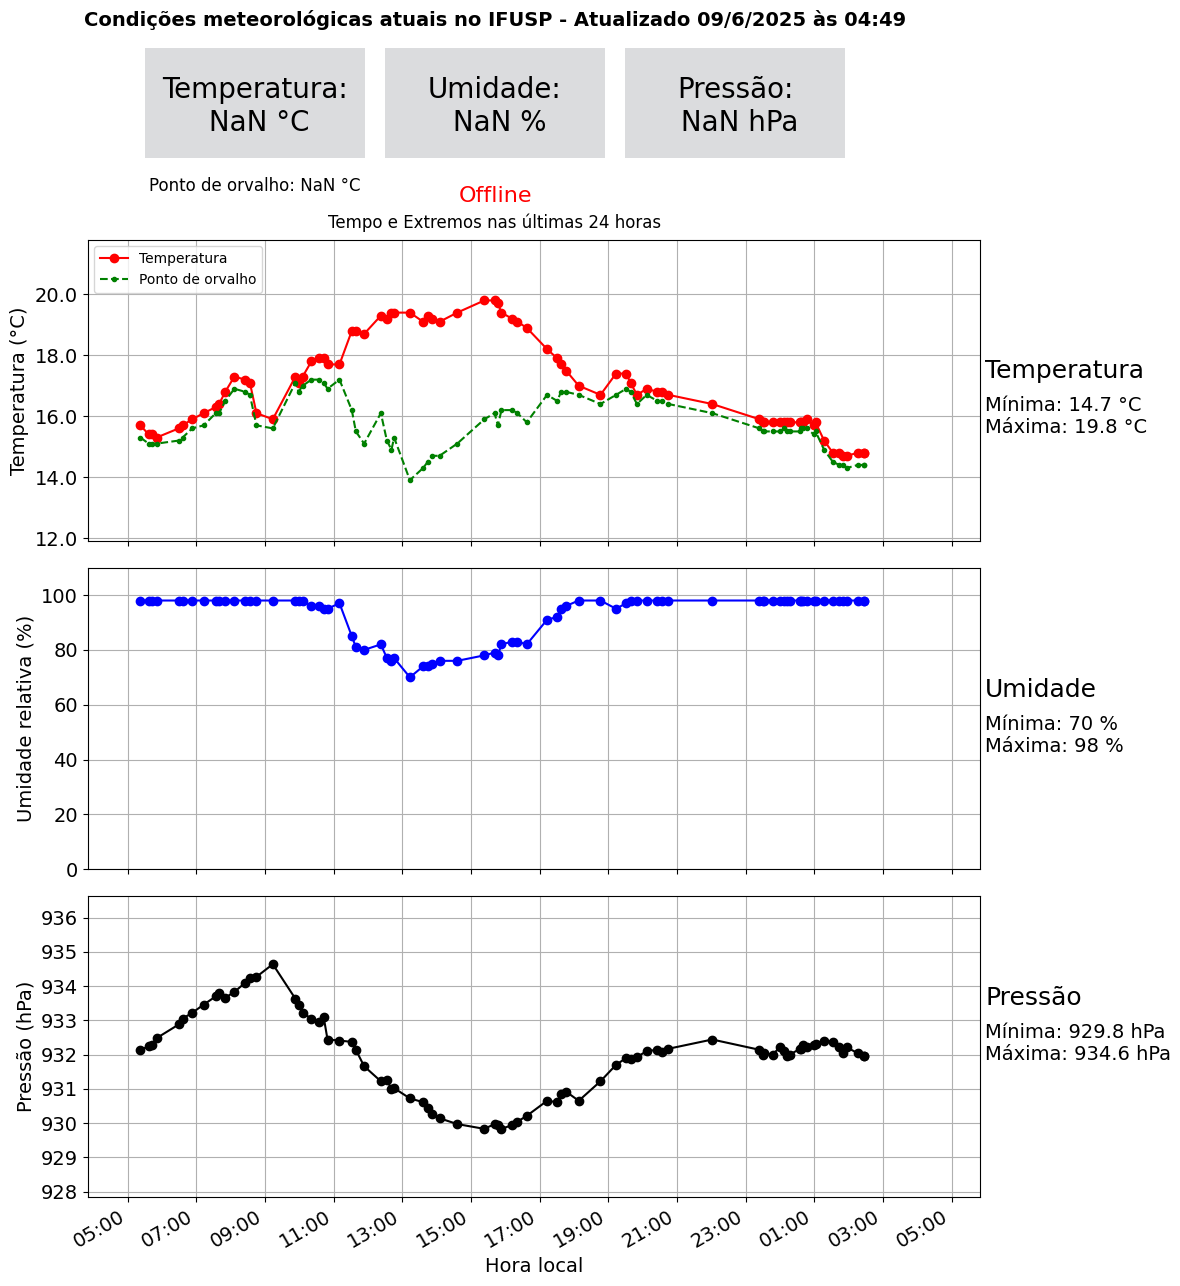 Condições meteorológicas atuais no IFUSP - Atualizado 09/6/2025 às 04:49
Temperatura:
NaN °C
Umidade:
NaN %
Pressão:
NaN hPa
Ponto de orvalho: NaN °C
Offline
Tempo e Extremos nas últimas 24 horas
Temperatura
Ponto de orvalho
Temperatura (°C)
20.0
18.0
16.0
14.0
12.0
Temperatura
Mínima: 14.7 °C
Máxima: 19.8 °C
Umidade relativa (%)
100
80
60
40
20
0
Umidade
Mínima: 70 %
Máxima: 98 %
Pressão (hPa)
936
935
934
933
932
931
930
929
928
Pressão
Mínima: 929.8 hPa
Máxima: 934.6 hPa
05:00
07:00
09:00
11:00
13:00
15:00
17:00
19:00
21:00
23:00
01:00
03:00
05:00
Hora local